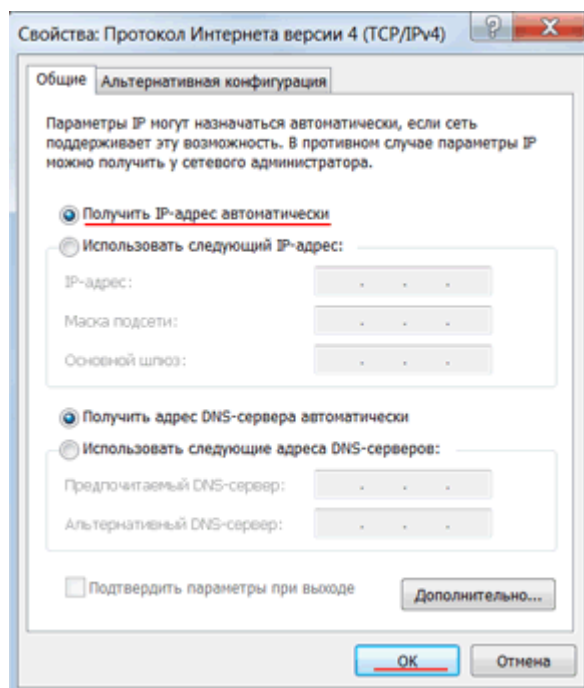 Свойства: Протокол Интернета версии 4 (TCP/IPv4)
Общие
Альтернативная конфигурация
Параметры IP могут назначаться автоматически, если сеть
поддерживает эту возможность. В противном случае параметры IP
можно получить у сетевого администратора.
Получить IP-адрес автоматически
Использовать следующий IP-адрес:
IP-адрес:
Маска подсети:
Основной шлюз:
Получить адрес DNS-сервера автоматически
Использовать следующие адреса DNS-серверов:
Предпочитаемый DNS-сервер:
Альтернативный DNS-сервер:
Подтвердить параметры при выходе
Дополнительно...
ОК
Отмена